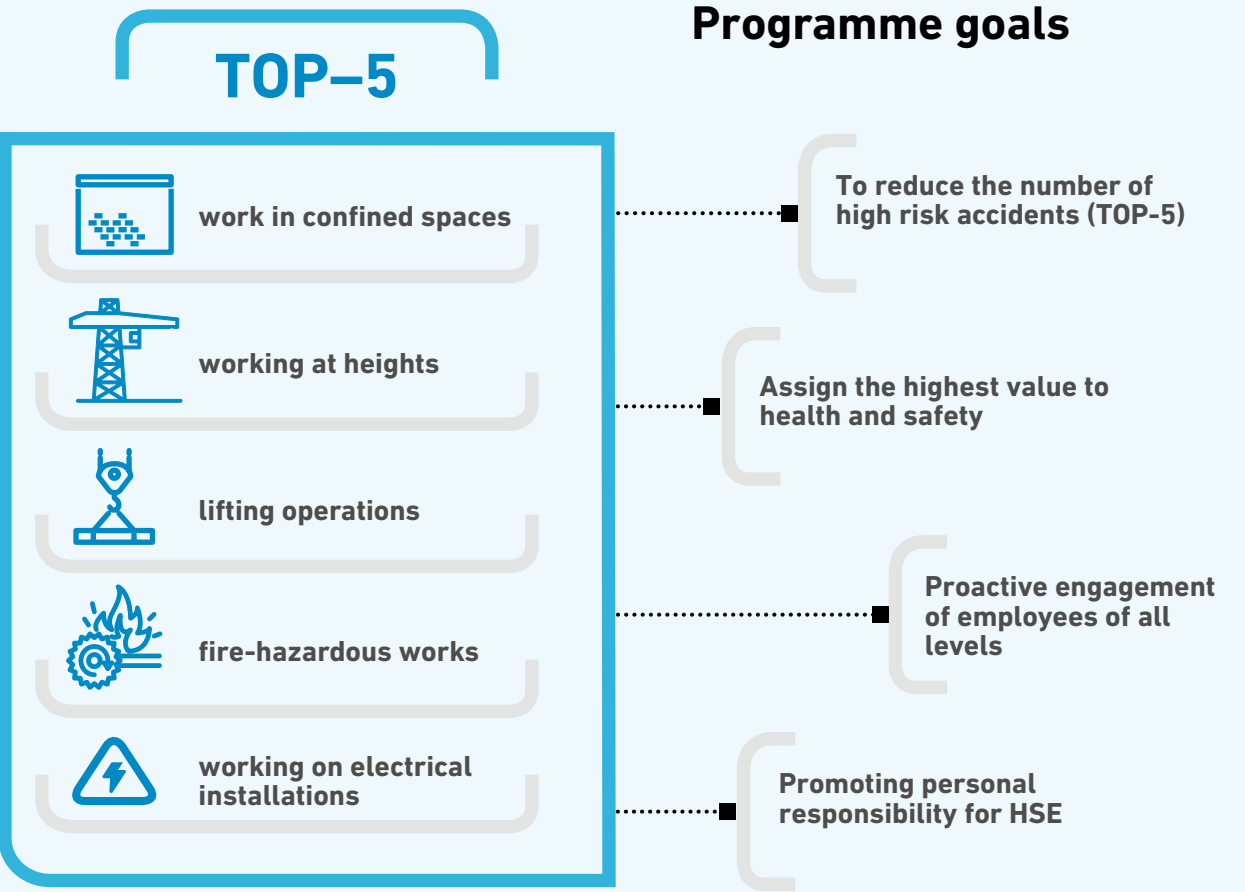 TOP–5
work in confined spaces
working at heights
lifting operations
fire-hazardous works
working on electrical
installations
Programme goals
To reduce the number of
high risk accidents (TOP-5)
Assign the highest value to
health and safety
Proactive engagement
of employees of all
levels
Promoting personal
responsibility for HSE